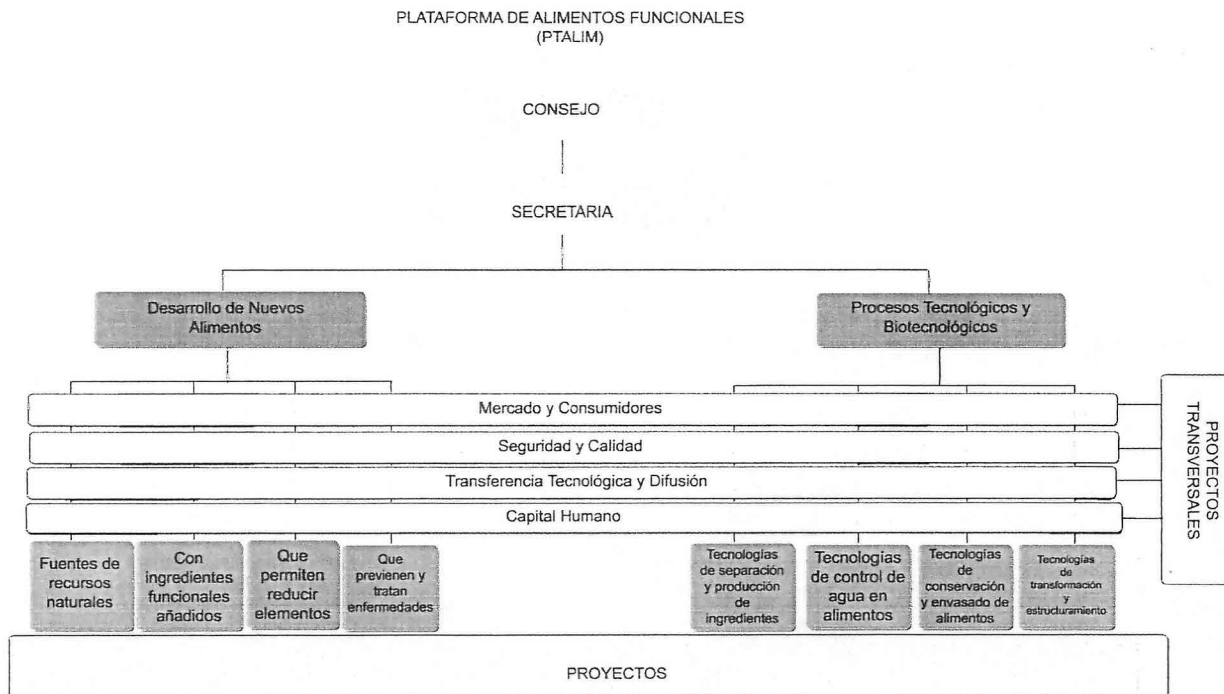 PLATAFORMA DE ALIMENTOS FUNCIONALES
(PTALIM)
CONSEJO
SECRETARIA
Desarrollo de Nuevos
Alimentos
Procesos Tecnológicos y
Biotecnológicos
Mercado y Consumidores
Seguridad y Calidad
Transferencia Tecnológica y Difusión
Capital Humano
PROYECTOS
TRANSVERSALES
Fuentes de
recursos
naturales
Con
ingredientes
funcionales
añadidos
Que
permiten
reducir
elementos
Que
previenen y
tratan
enfermedades
Tecnologías
de separación
y producción
de
ingredientes
Tecnologías
de control de
agua en
alimentos
Tecnologías
de
conservación
y envasado de
alimentos
Tecnologías
de
transformación
y
estructuramiento
PROYECTOS